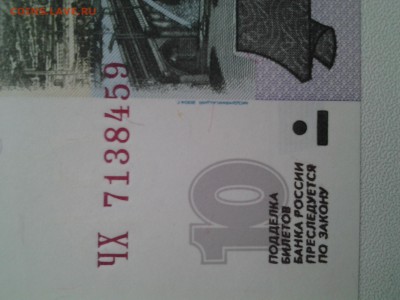 ЧХ 7138459
10
ПОДДЕЛКА
БИЛЕТОВ
БАНКА РОССИИ
ПРЕСЛЕДУЕТСЯ
ПО ЗАКОНУ